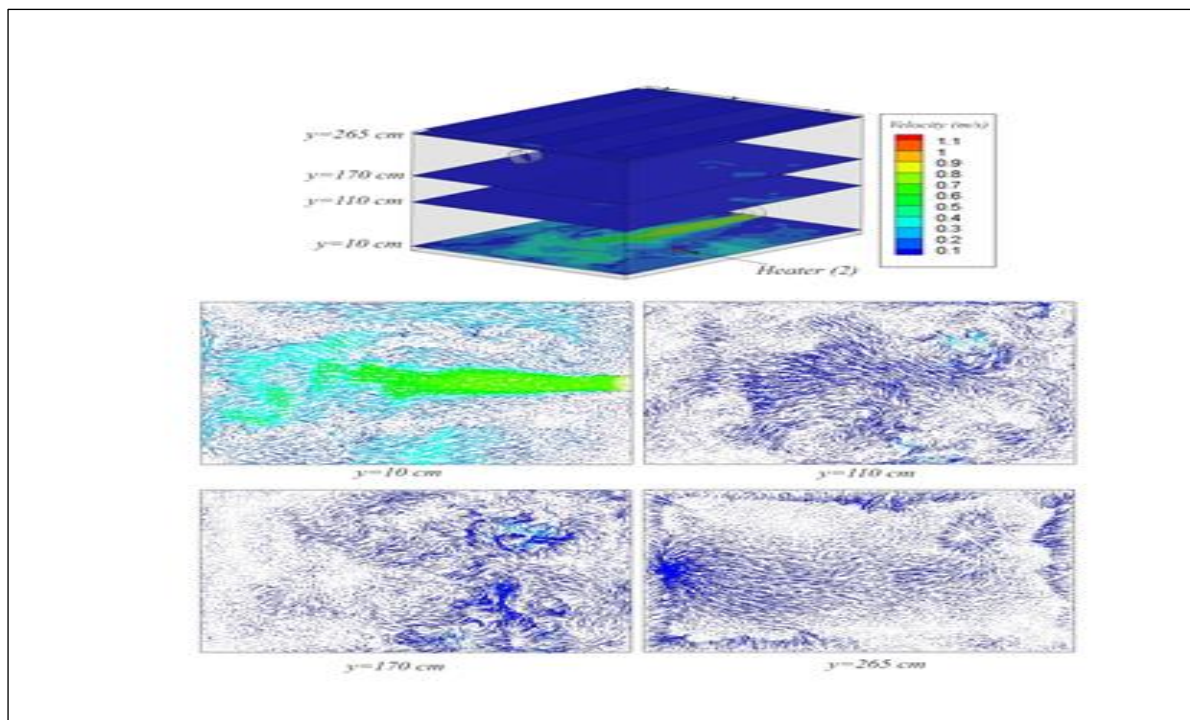 Velocity (m/s)
1.1
1
0.9
0.8
0.7
0.6
0.5
0.4
0.3
0.2
0.1
y=265 cm
y=170 cm
y=110 cm
y=10 cm
Heater (2)
y=10 cm
y=110 cm
y=170 cm
y=265 cm